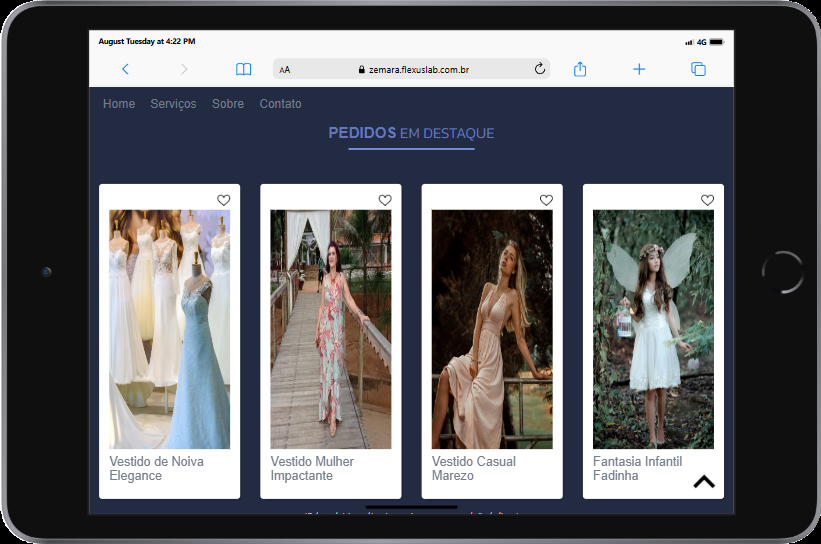 August Tuesday at 4:22 PM
4G
AA
zemara.flexuslab.com.br
Home Serviços Sobre Contato
PEDIDOS EM DESTAQUE
Vestido de Noiva
Elegance
Vestido Mulher
Impactante
Vestido Casual
Marezo
Fantasia Infantil
Fadinha